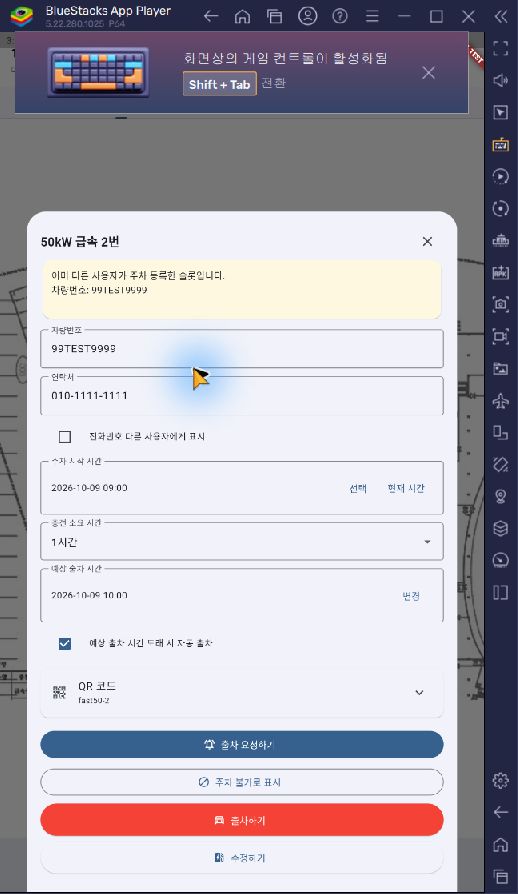 BlueStacks App Player
5.22.280.1025 P64
화면상의 게임 컨트롤이 활성화됨
Shift + Tab 전환
50kW 급속 2번
이미 다른 사용자가 주차 등록한 슬롯입니다.
차량번호: 99TEST9999
차량번호
99TEST9999
연락처
010-1111-1111
전화번호 다른 사용자에게 표시
주차 시작 시간
2026-10-09 09:00
선택
현재 시간
충전 소요 시간
1시간
예상 출차 시간
2026-10-09 10:00
변경
예상 출차 시간 도래 시 자동 출차
QR 코드
fast50-2
출차 요청하기
주차 불가로 표시
출차하기
수정하기